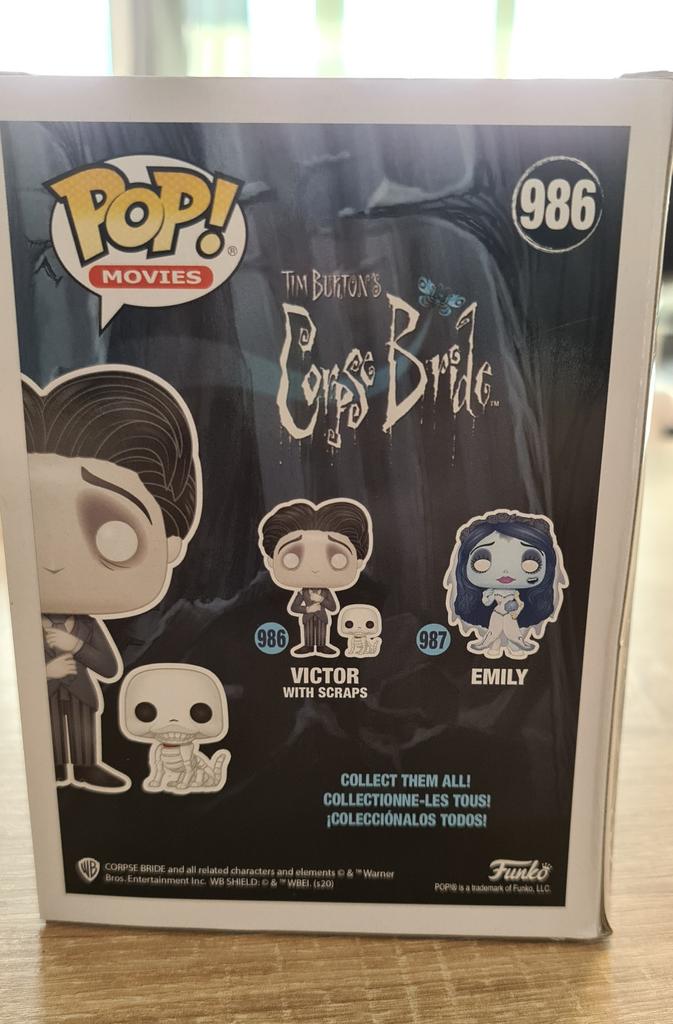 POP!®
MOVIES
986
TIM BURTON'S
Corpse Bride™
986
VICTOR
WITH SCRAPS
987
EMILY
COLLECT THEM ALL!
COLLECTIONNE-LES TOUS!
¡COLECCIÓNALOS TODOS!
WB
CORPSE BRIDE and all related characters and elements © & ™ Warner
Bros. Entertainment Inc. WB SHIELD: © & ™ WBEI. (s20)
Funko
POP!® is a trademark of Funko, LLC.